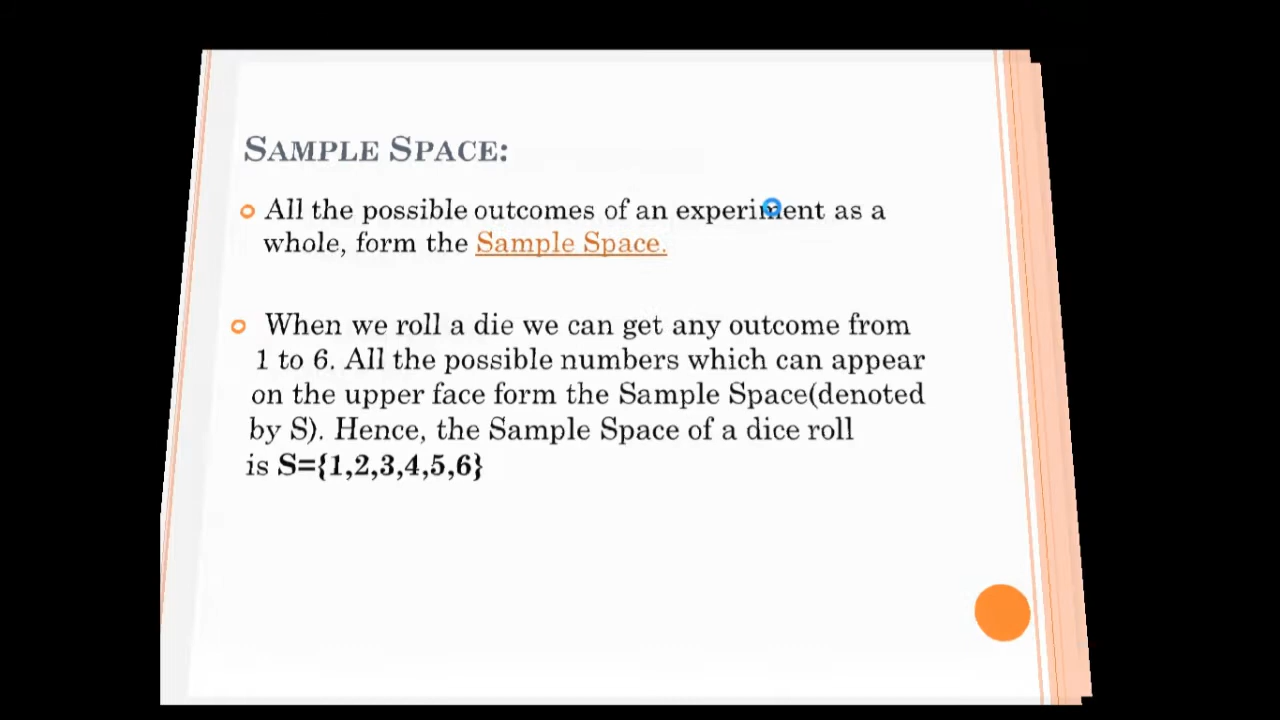 SAMPLE SPACE:
All the possible outcomes of an experiment as a
whole, form the Sample Space.
When we roll a die we can get any outcome from
1 to 6. All the possible numbers which can appear
on the upper face form the Sample Space(denoted
by S). Hence, the Sample Space of a dice roll
is S={1,2,3,4,5,6}